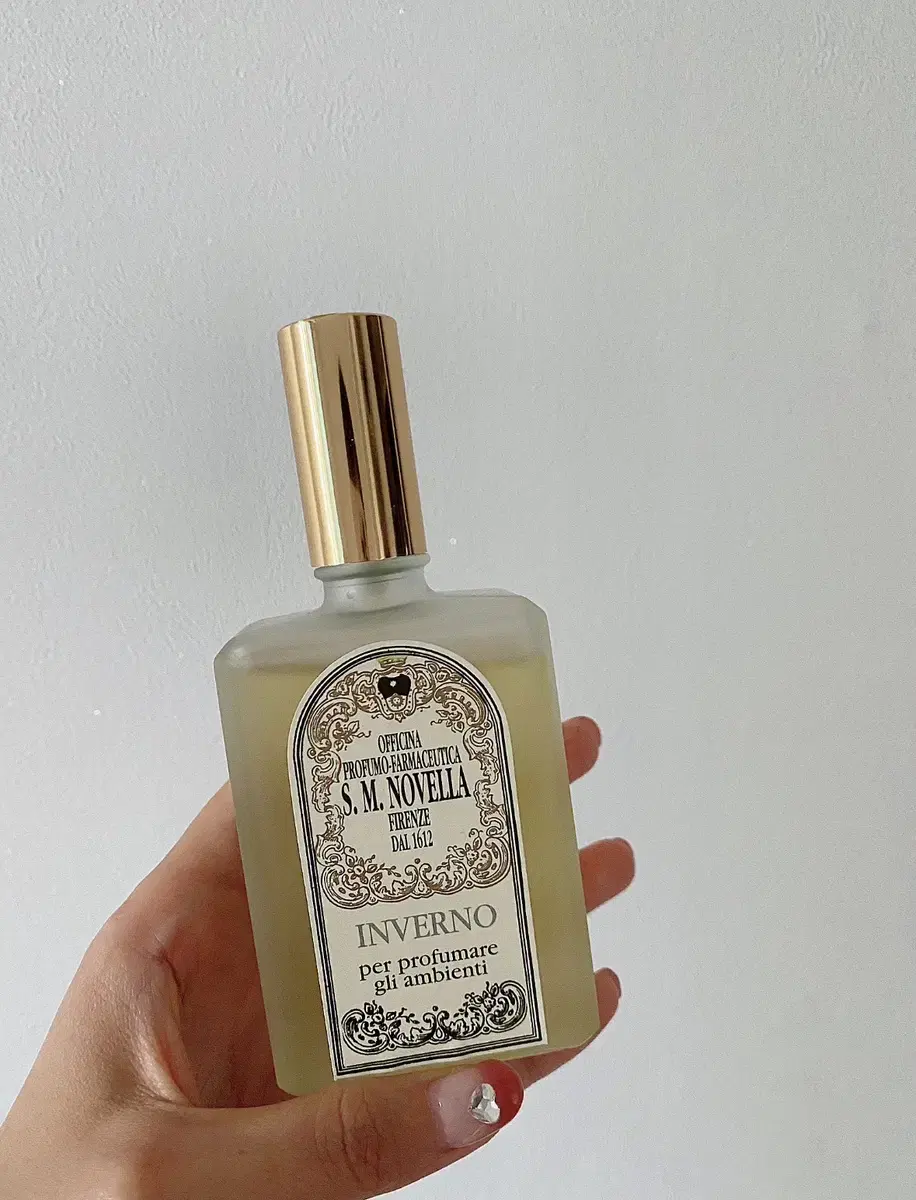 OFFICINA
PROFUMO-FARMACEUTICA
S. M. NOVELLA
FIRENZE
DAL 1612
INVERNO
per profumare
gli ambienti